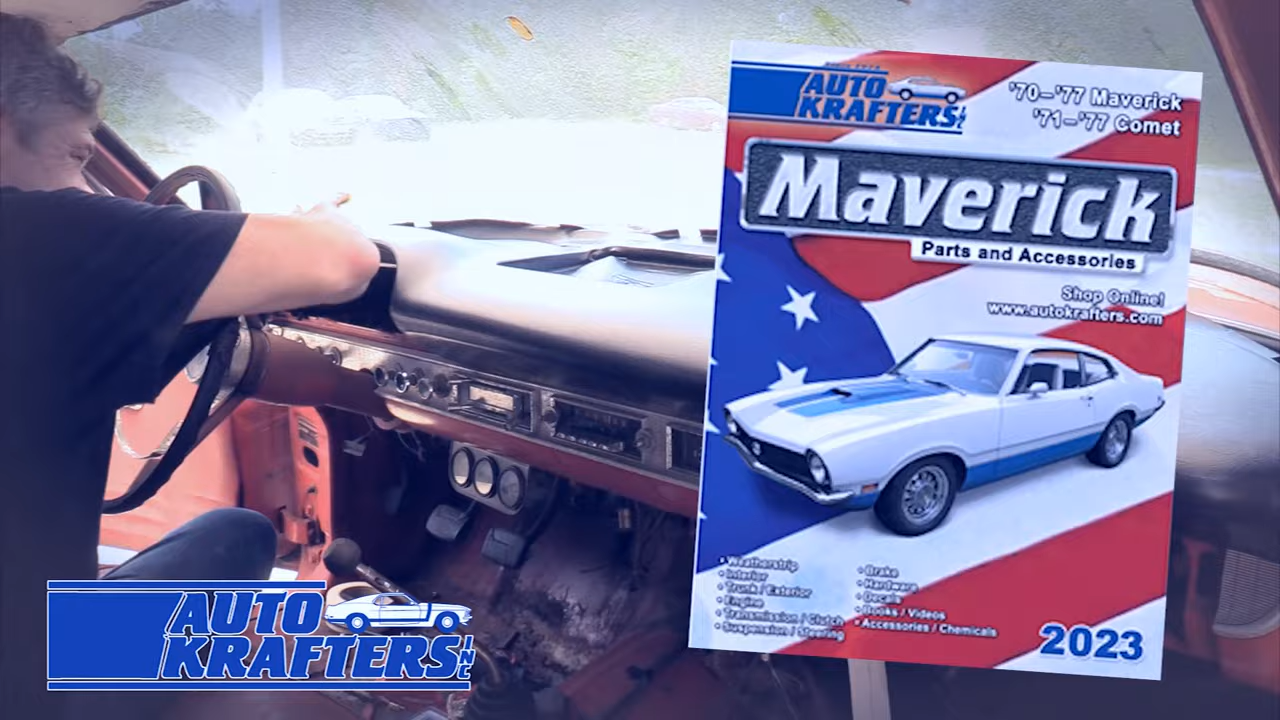 AUTO
KRAFTERS INC
'70-'77 Maverick
'71-'77 Comet
Maverick
Parts and Accessories
Shop Online!
www.autokrafters.com
• Weatherstrip
• Interior
• Trunk / Exterior
• Engine
• Transmission / Clutch
• Suspension / Steering
• Brake
• Hardware
• Decals
• Books / Videos
• Accessories / Chemicals
2023
AUTO
KRAFTERS INC